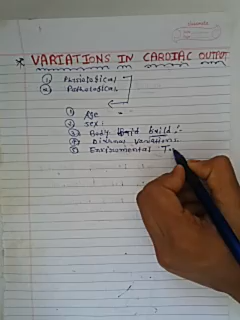 * VARIATIONS IN CARDIAC OUTPUT
① Physiological
② Pathological
① Age -
② Sex.
③ Body build :-
④ Diurnal Variations.
⑤ Environmental T